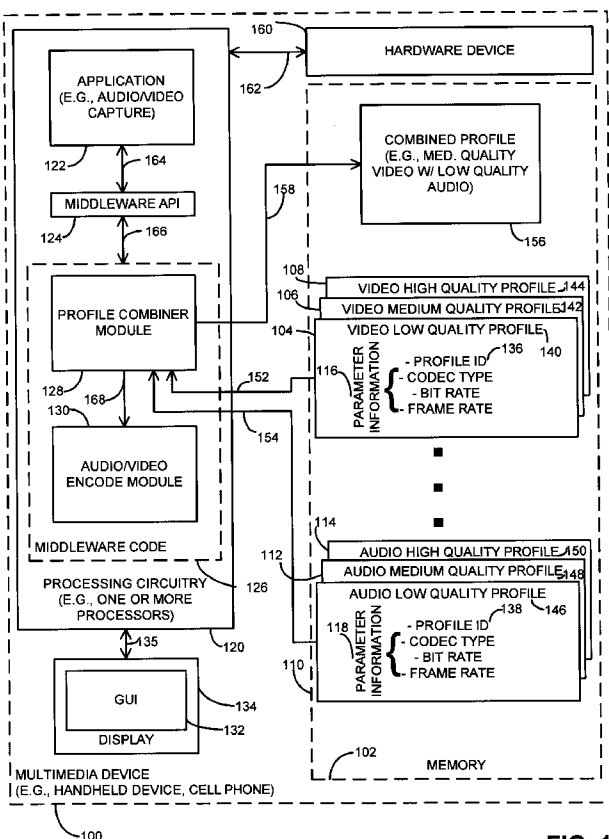 160
HARDWARE DEVICE
162
APPLICATION
(E.G., AUDIO/VIDEO
CAPTURE)
122
164
MIDDLEWARE API
124
166
158
COMBINED PROFILE
(E.G., MED. QUALITY
VIDEO W/ LOW QUALITY
AUDIO)
156
PROFILE COMBINER
MODULE
128
168
130
152
154
AUDIO/VIDEO
ENCODE MODULE
MIDDLEWARE CODE
126
108
VIDEO HIGH QUALITY PROFILE 144
106
VIDEO MEDIUM QUALITY PROFILE 142
104
VIDEO LOW QUALITY PROFILE
140
116
PARAMETER
INFORMATION
- PROFILE ID
136
- CODEC TYPE
- BIT RATE
- FRAME RATE
114
AUDIO HIGH QUALITY PROFILE 150
112
AUDIO MEDIUM QUALITY PROFILE 148
AUDIO LOW QUALITY PROFILE
146
118
PARAMETER
INFORMATION
- PROFILE ID
138
- CODEC TYPE
- BIT RATE
- FRAME RATE
110
PROCESSING CIRCUITRY
(E.G., ONE OR MORE
PROCESSORS)
120
135
GUI
132
134
DISPLAY
MEMORY
102
MULTIMEDIA DEVICE
(E.G., HANDHELD DEVICE, CELL PHONE)
100